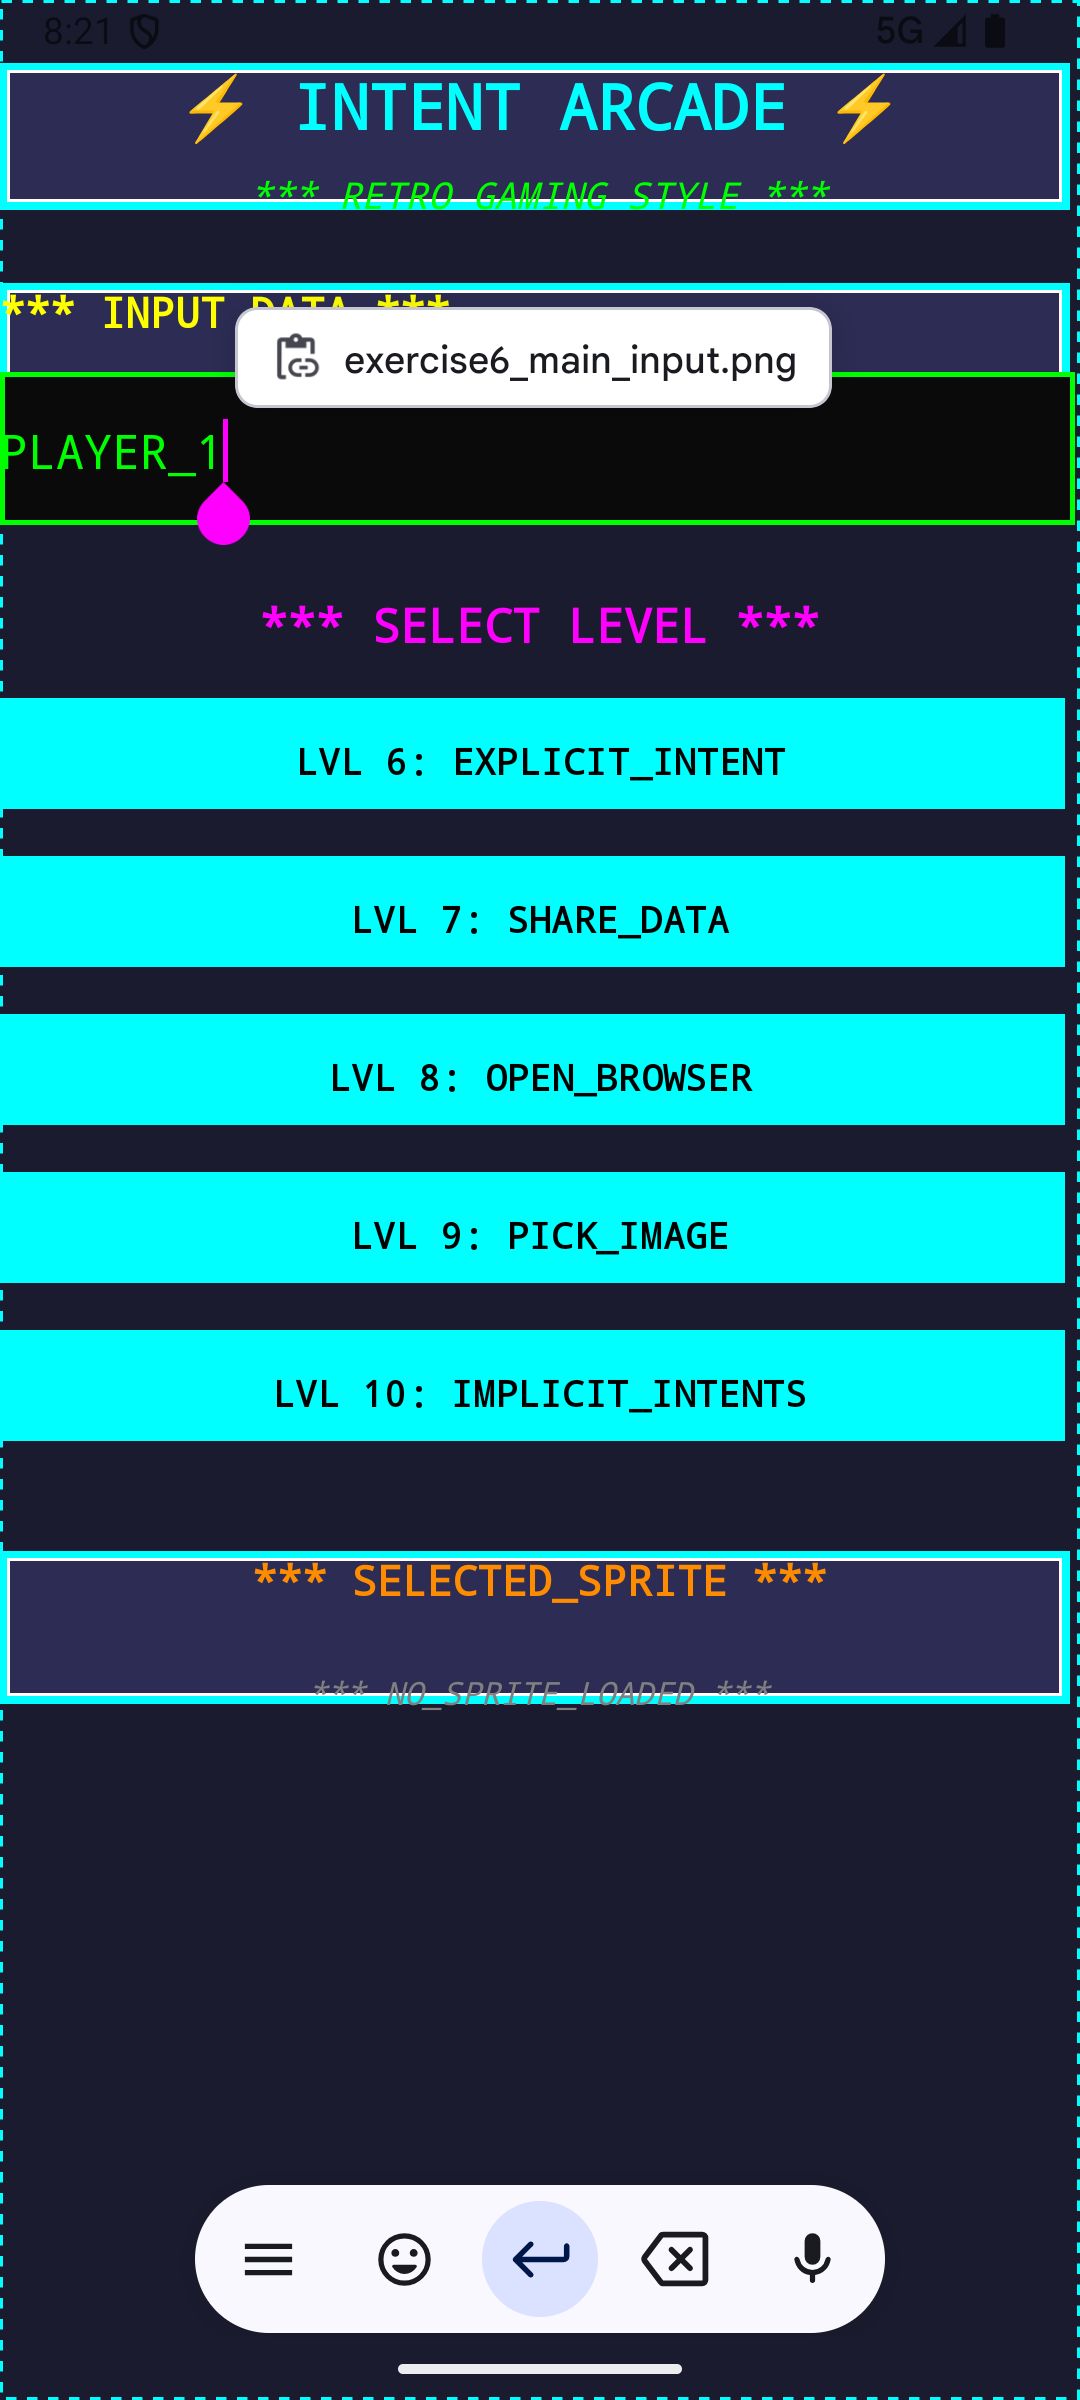 8:21 5G
⚡ INTENT ARCADE ⚡
*** RETRO GAMING STYLE ***
*** INPUT DATA ***
exercise6_main_input.png
PLAYER_1
*** SELECT LEVEL ***
LVL 6: EXPLICIT_INTENT
LVL 7: SHARE_DATA
LVL 8: OPEN_BROWSER
LVL 9: PICK_IMAGE
LVL 10: IMPLICIT_INTENTS
*** SELECTED_SPRITE ***
*** NO_SPRITE_LOADED ***